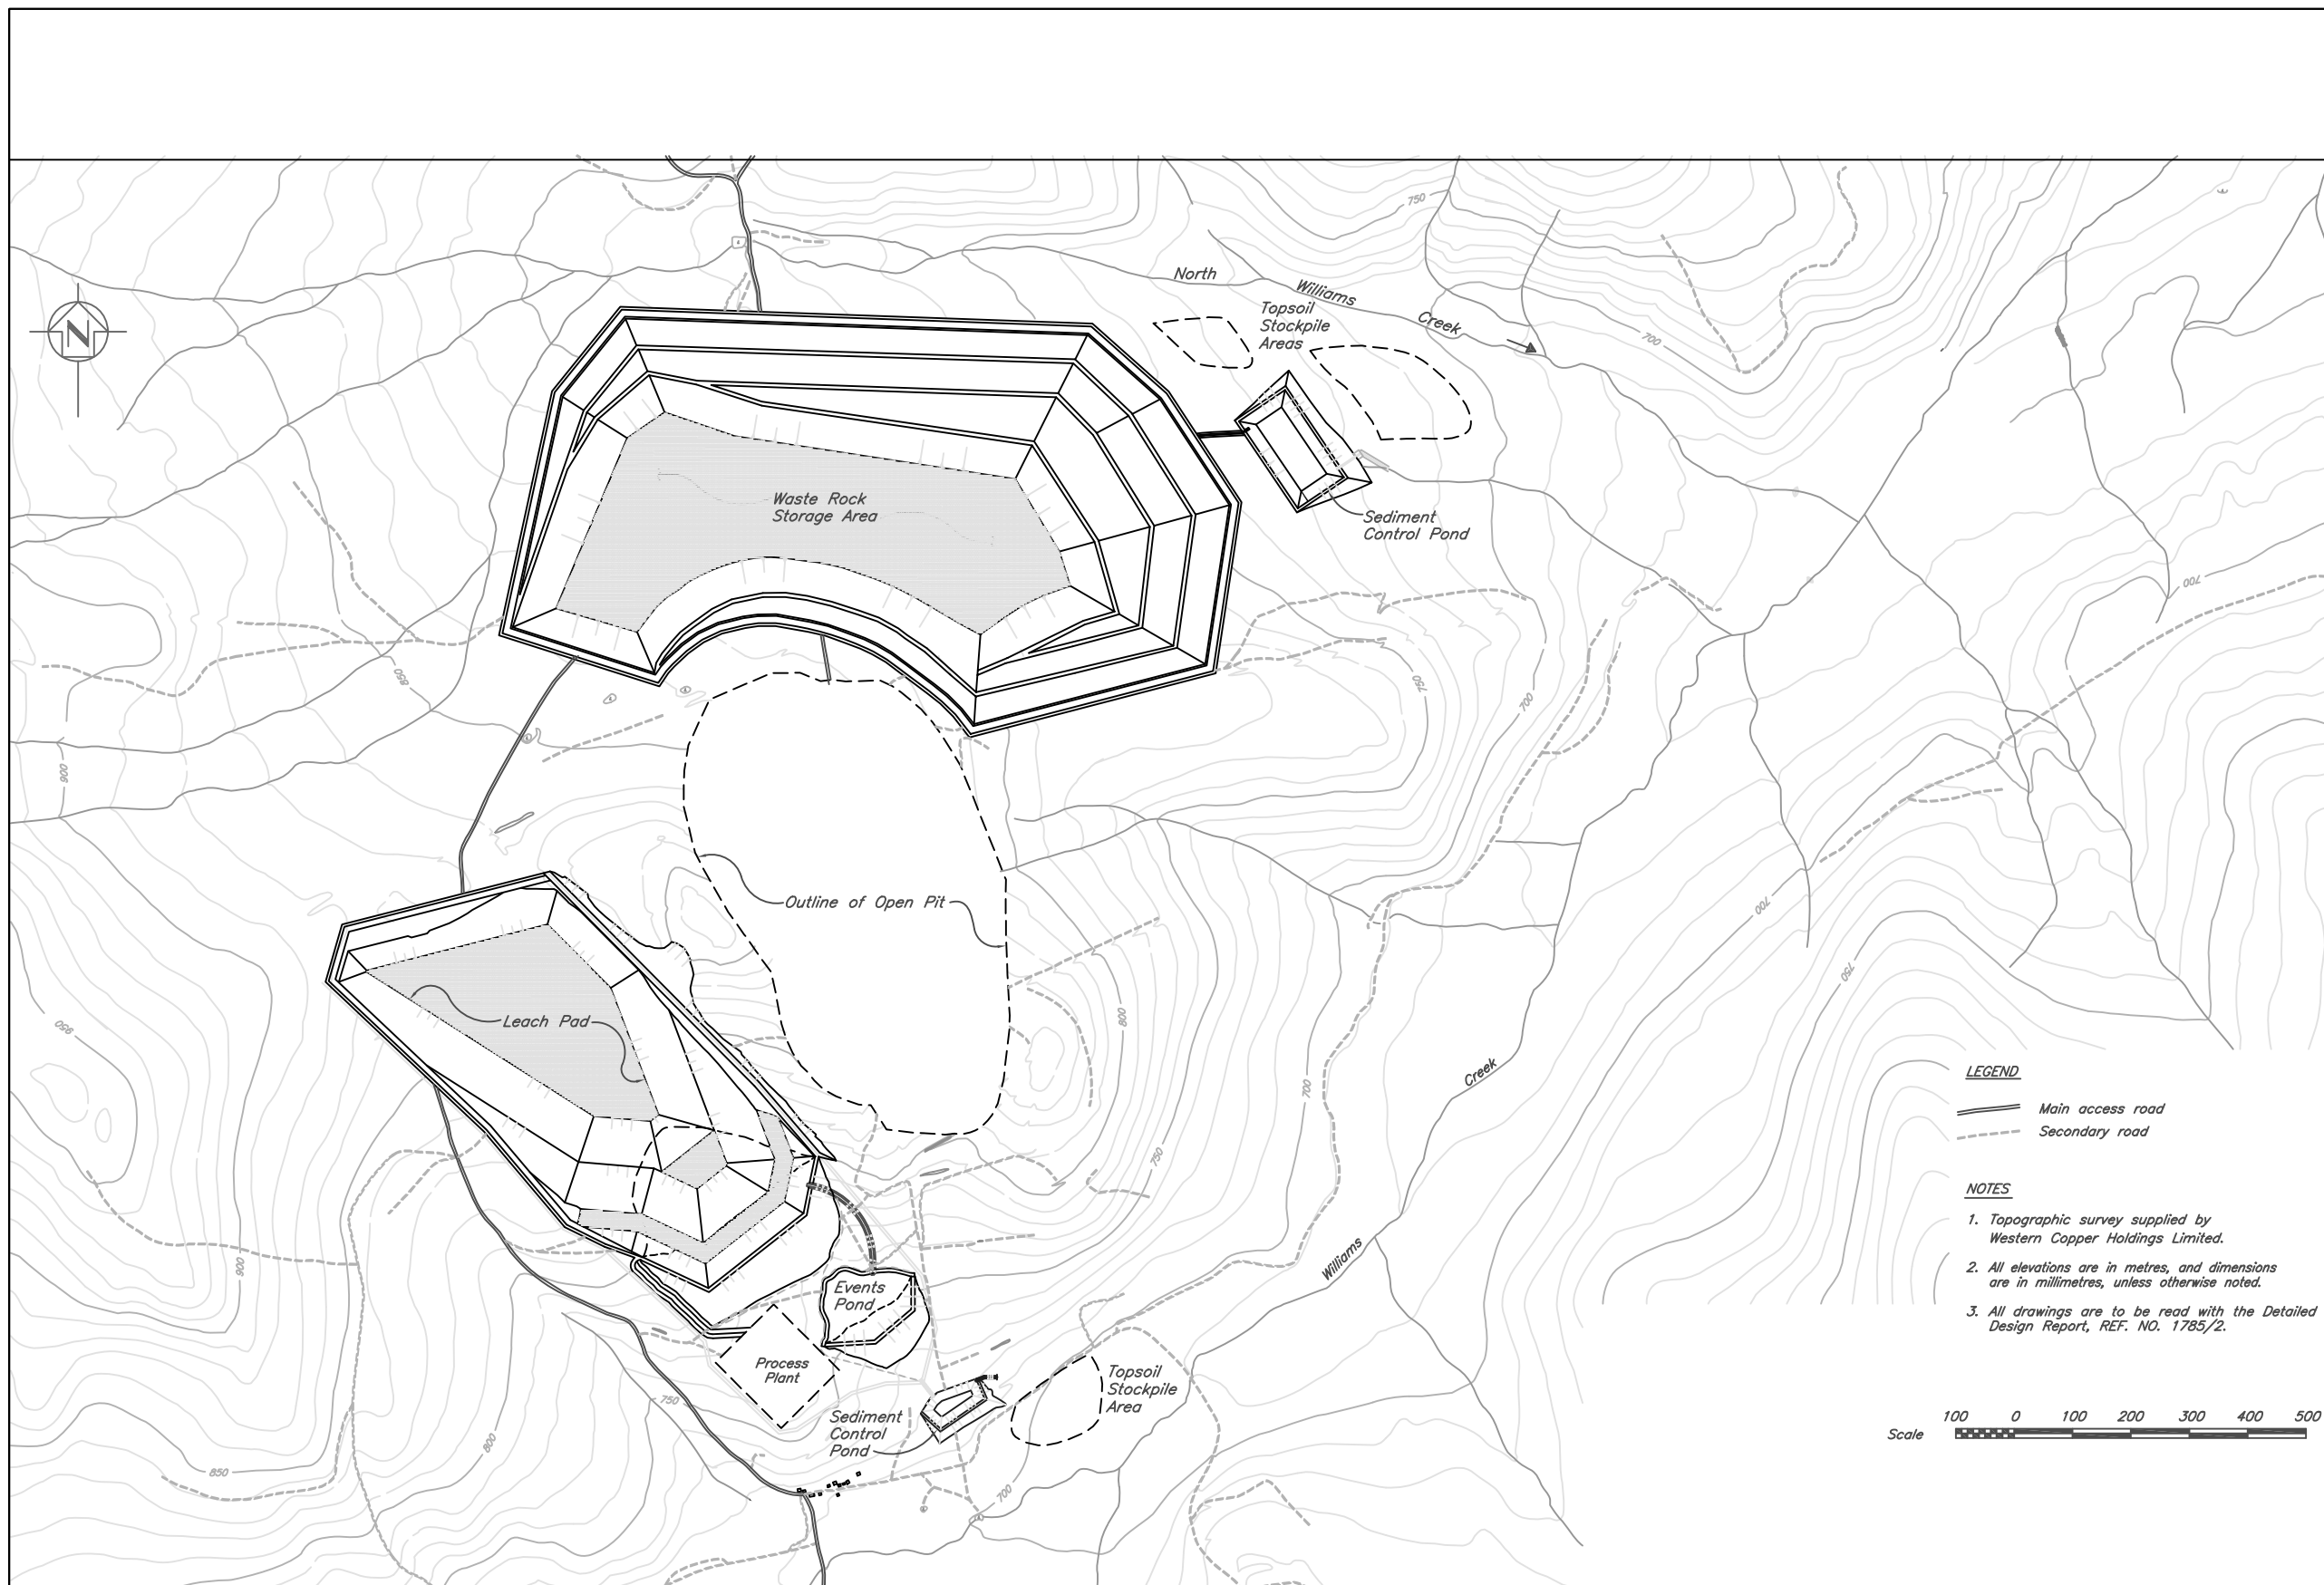 750
North
Williams
Creek
Topsoil
Stockpile
Areas
700
N
Waste Rock
Storage Area
Sediment
Control Pond
700
850
750
700
900
Outline of Open Pit
700
750
Leach Pad
950
800
Creek
LEGEND
Main access road
Secondary road
700
750
NOTES
1. Topographic survey supplied by
Western Copper Holdings Limited.
900
Williams
2. All elevations are in metres, and dimensions
are in millimetres, unless otherwise noted.
Events
Pond
3. All drawings are to be read with the Detailed
Design Report, REF. NO. 1785/2.
Process
Plant
Topsoil
Stockpile
Area
750
Sediment
Control
Pond
800
100 0 100 200 300 400 500
Scale
850
700